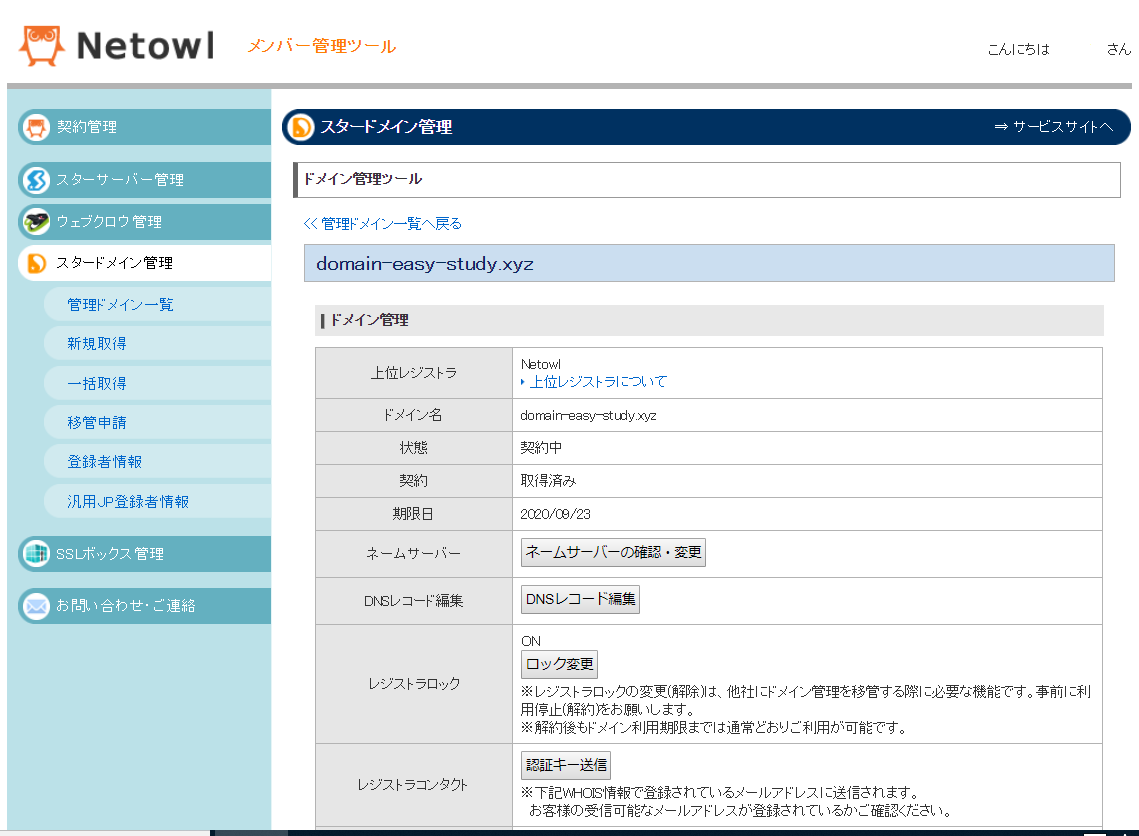 Netowl メンバー管理ツール
こんにちは さん
契約管理
スターサーバー管理
ウェブクロウ管理
スタードメイン管理
管理ドメイン一覧
新規取得
一括取得
移管申請
登録者情報
汎用JP登録者情報
SSLボックス管理
お問い合わせ・ご連絡
スタードメイン管理 ⇒ サービスサイトへ
ドメイン管理ツール
<< 管理ドメイン一覧へ戻る
domain-easy-study.xyz
ドメイン管理
上位レジストラ
Netowl
上位レジストラについて
ドメイン名 domain-easy-study.xyz
状態 契約中
契約 取得済み
期限日 2020/09/23
ネームサーバー ネームサーバーの確認・変更
DNSレコード編集 DNSレコード編集
レジストラロック
ON
ロック変更
※レジストラロックの変更(解除)は、他社にドメイン管理を移管する際に必要な機能です。事前に利
用停止(解約)をお願いします。
※解約後もドメイン利用期限までは通常どおりご利用が可能です。
レジストラコンタクト
認証キー送信
※下記WHOIS情報で登録されているメールアドレスに送信されます。
お客様の受信可能なメールアドレスが登録されているかご確認ください。